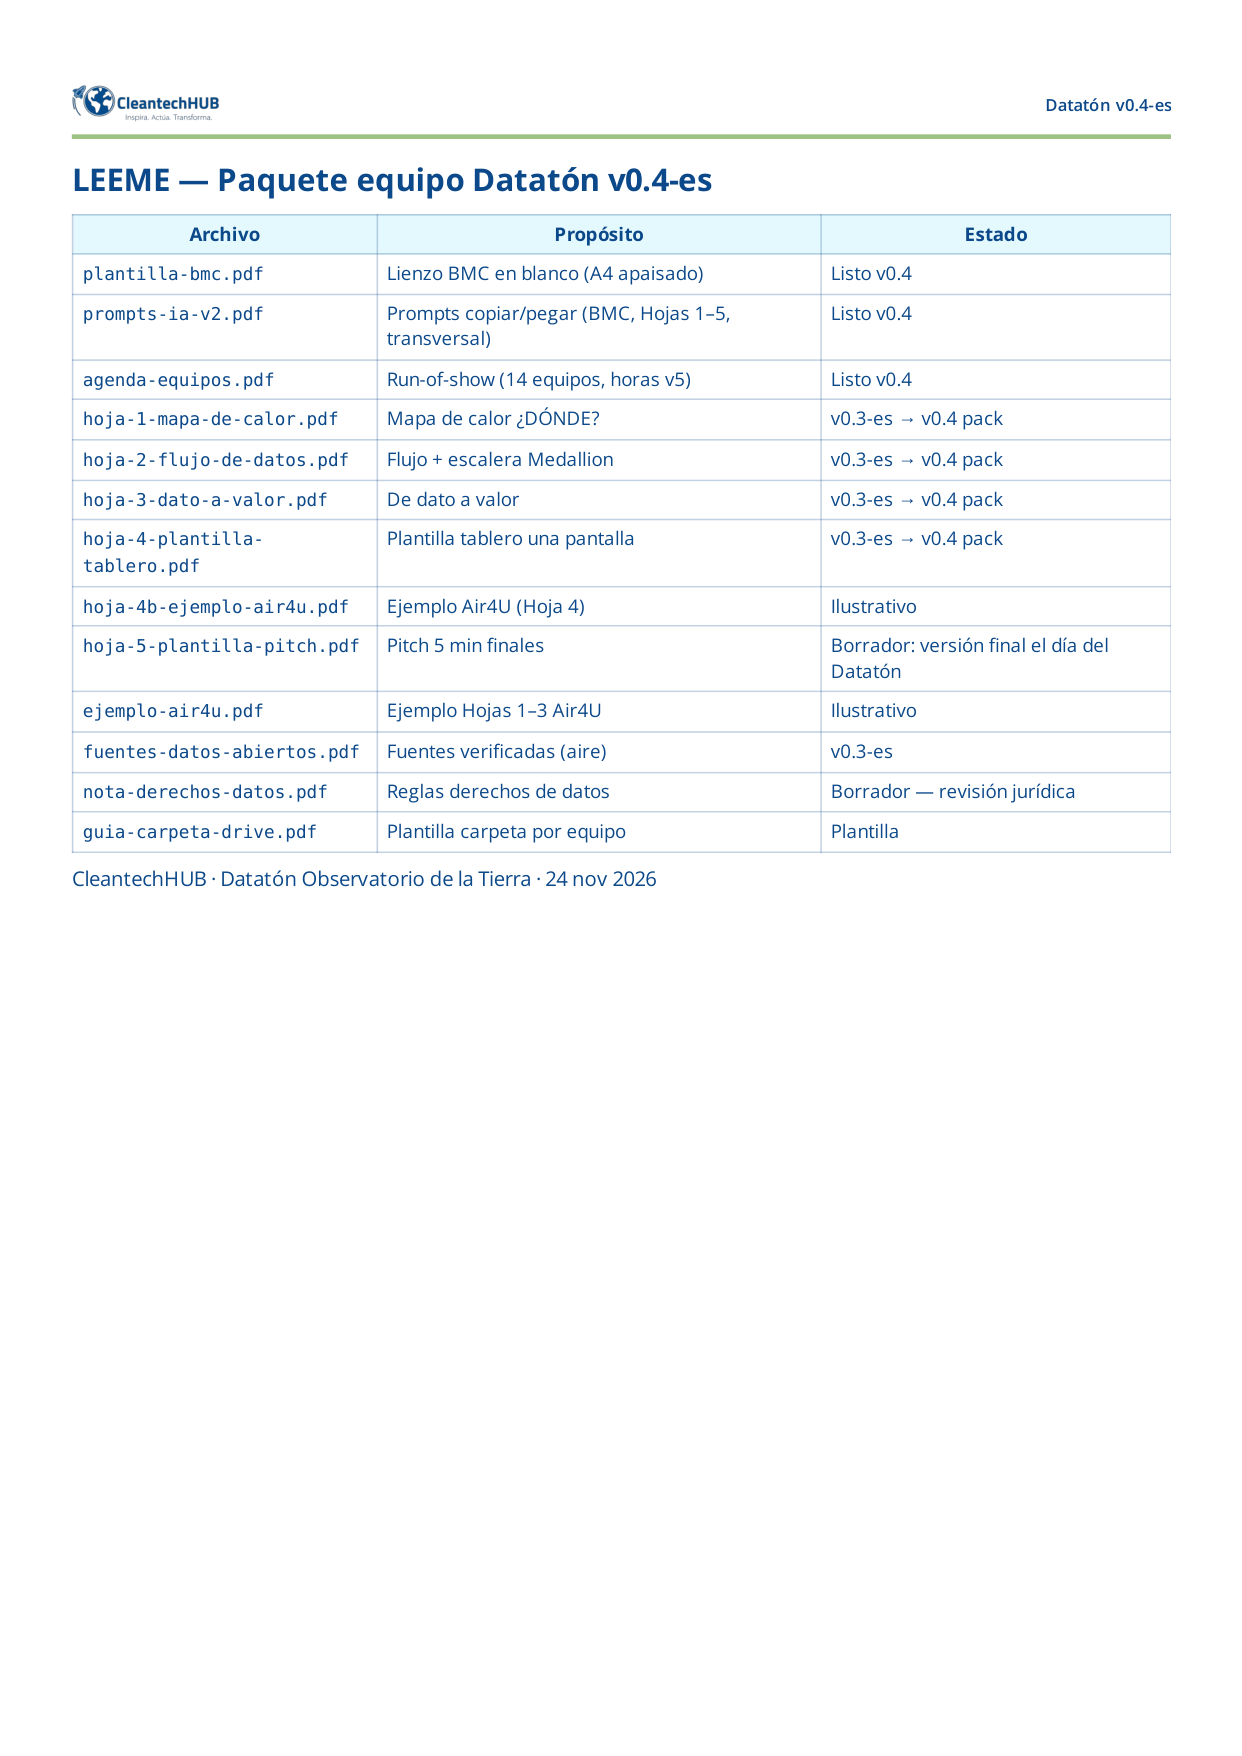 CleantechHUB
Inspira. Actúa. Transforma.
Datatón v0.4-es
LEEME — Paquete equipo Datatón v0.4-es
Archivo Propósito Estado
plantilla-bmc.pdf Lienzo BMC en blanco (A4 apaisado) Listo v0.4
prompts-ia-v2.pdf Prompts copiar/pegar (BMC, Hojas 1–5, Listo v0.4
transversal)
agenda-equipos.pdf Run-of-show (14 equipos, horas v5) Listo v0.4
hoja-1-mapa-de-calor.pdf Mapa de calor ¿DÓNDE? v0.3-es → v0.4 pack
hoja-2-flujo-de-datos.pdf Flujo + escalera Medallion v0.3-es → v0.4 pack
hoja-3-dato-a-valor.pdf De dato a valor v0.3-es → v0.4 pack
hoja-4-plantilla- Plantilla tablero una pantalla v0.3-es → v0.4 pack
tablero.pdf
hoja-4b-ejemplo-air4u.pdf Ejemplo Air4U (Hoja 4) Ilustrativo
hoja-5-plantilla-pitch.pdf Pitch 5 min finales Borrador: versión final el día del
Datatón
ejemplo-air4u.pdf Ejemplo Hojas 1–3 Air4U Ilustrativo
fuentes-datos-abiertos.pdf Fuentes verificadas (aire) v0.3-es
nota-derechos-datos.pdf Reglas derechos de datos Borrador — revisión jurídica
guia-carpeta-drive.pdf Plantilla carpeta por equipo Plantilla
CleantechHUB · Datatón Observatorio de la Tierra · 24 nov 2026